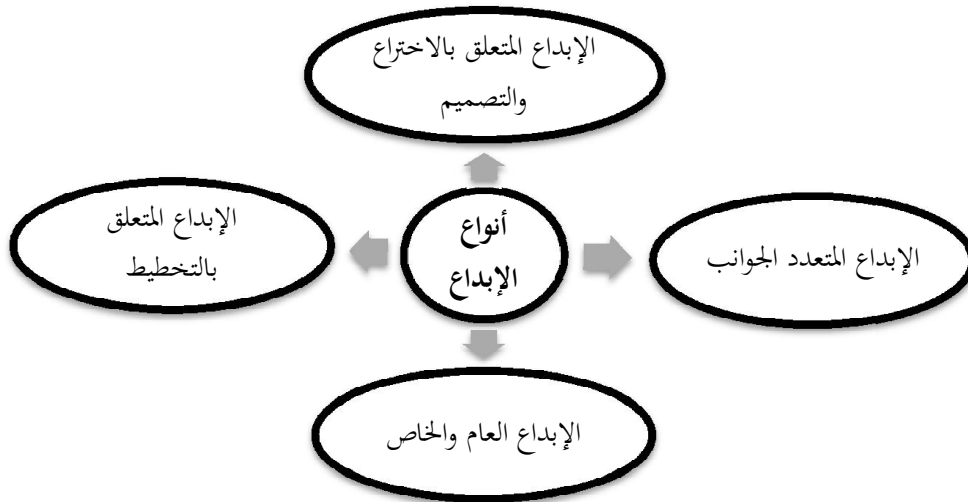 الإبداع المتعلق بالاختراع
والتصميم
أنواع
الإبداع
الإبداع المتعدد الجوانب
الإبداع المتعلق
بالتخطيط
الإبداع العام والخاص